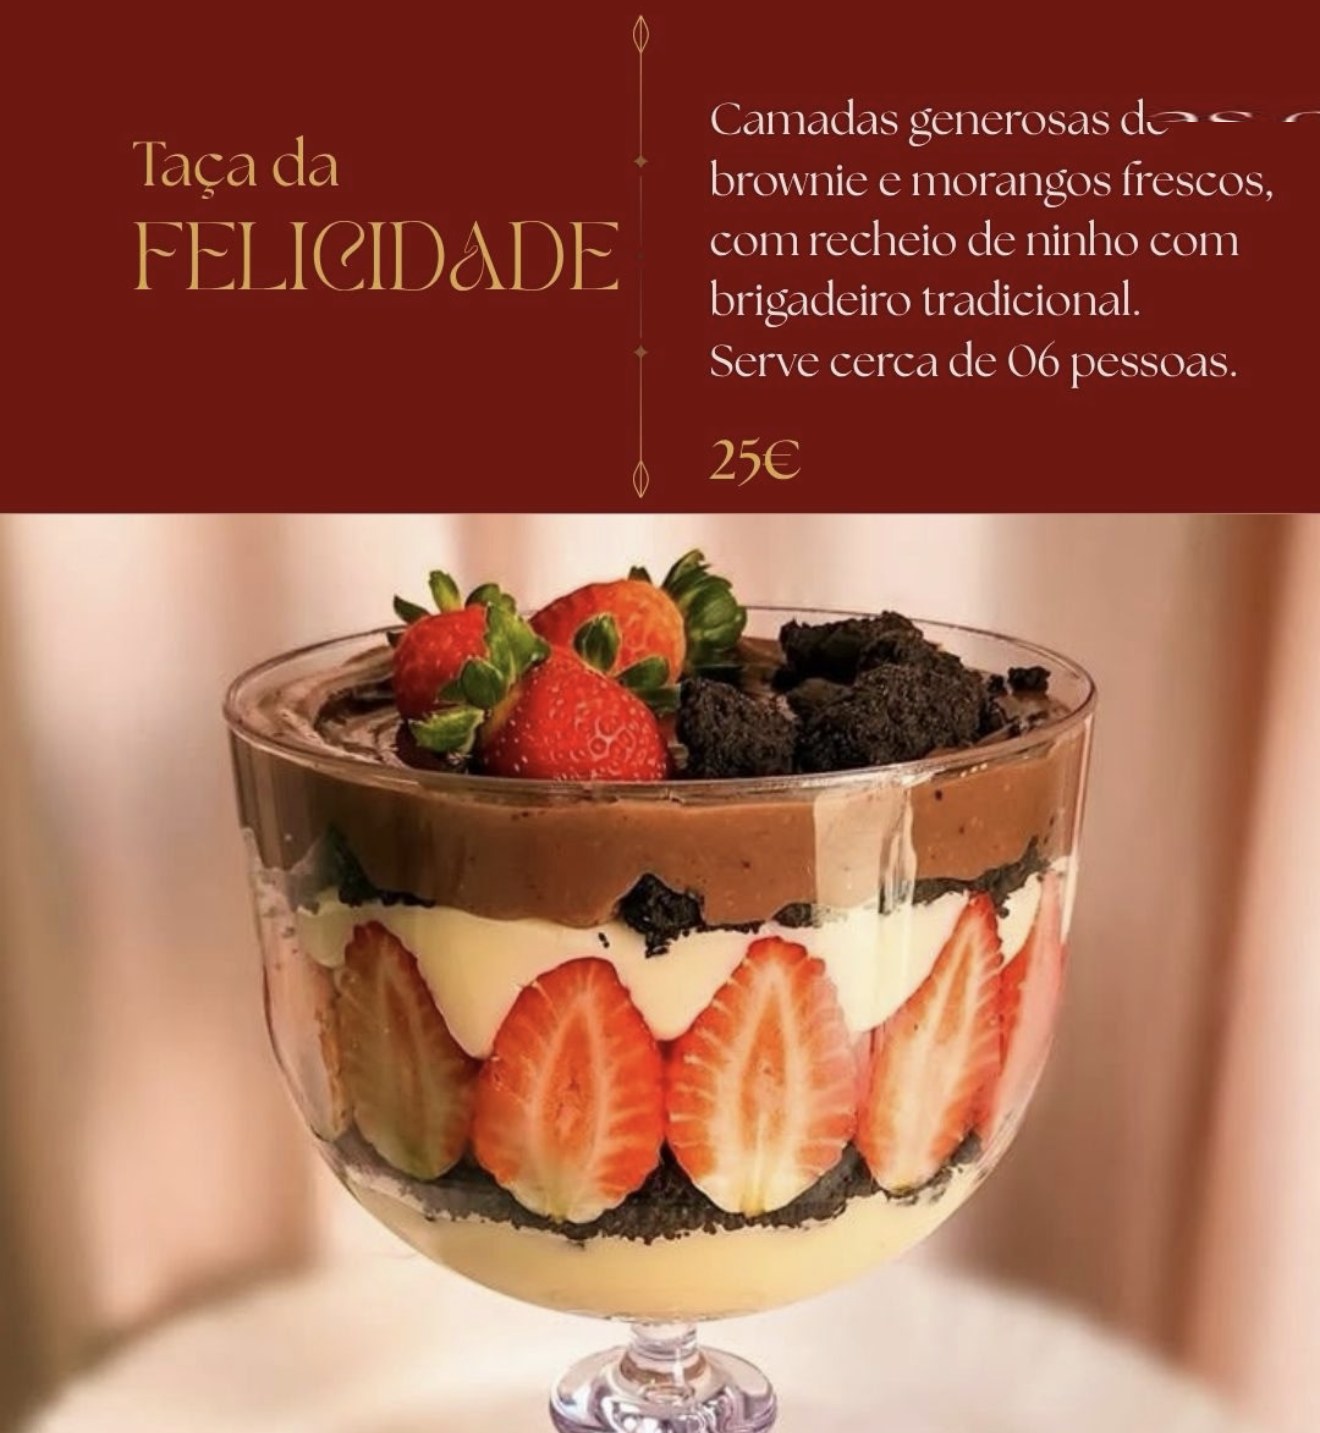 Taça da
FELICIDADE
Camadas generosas de
brownie e morangos frescos,
com recheio de ninho com
brigadeiro tradicional.
Serve cerca de 06 pessoas.
25€